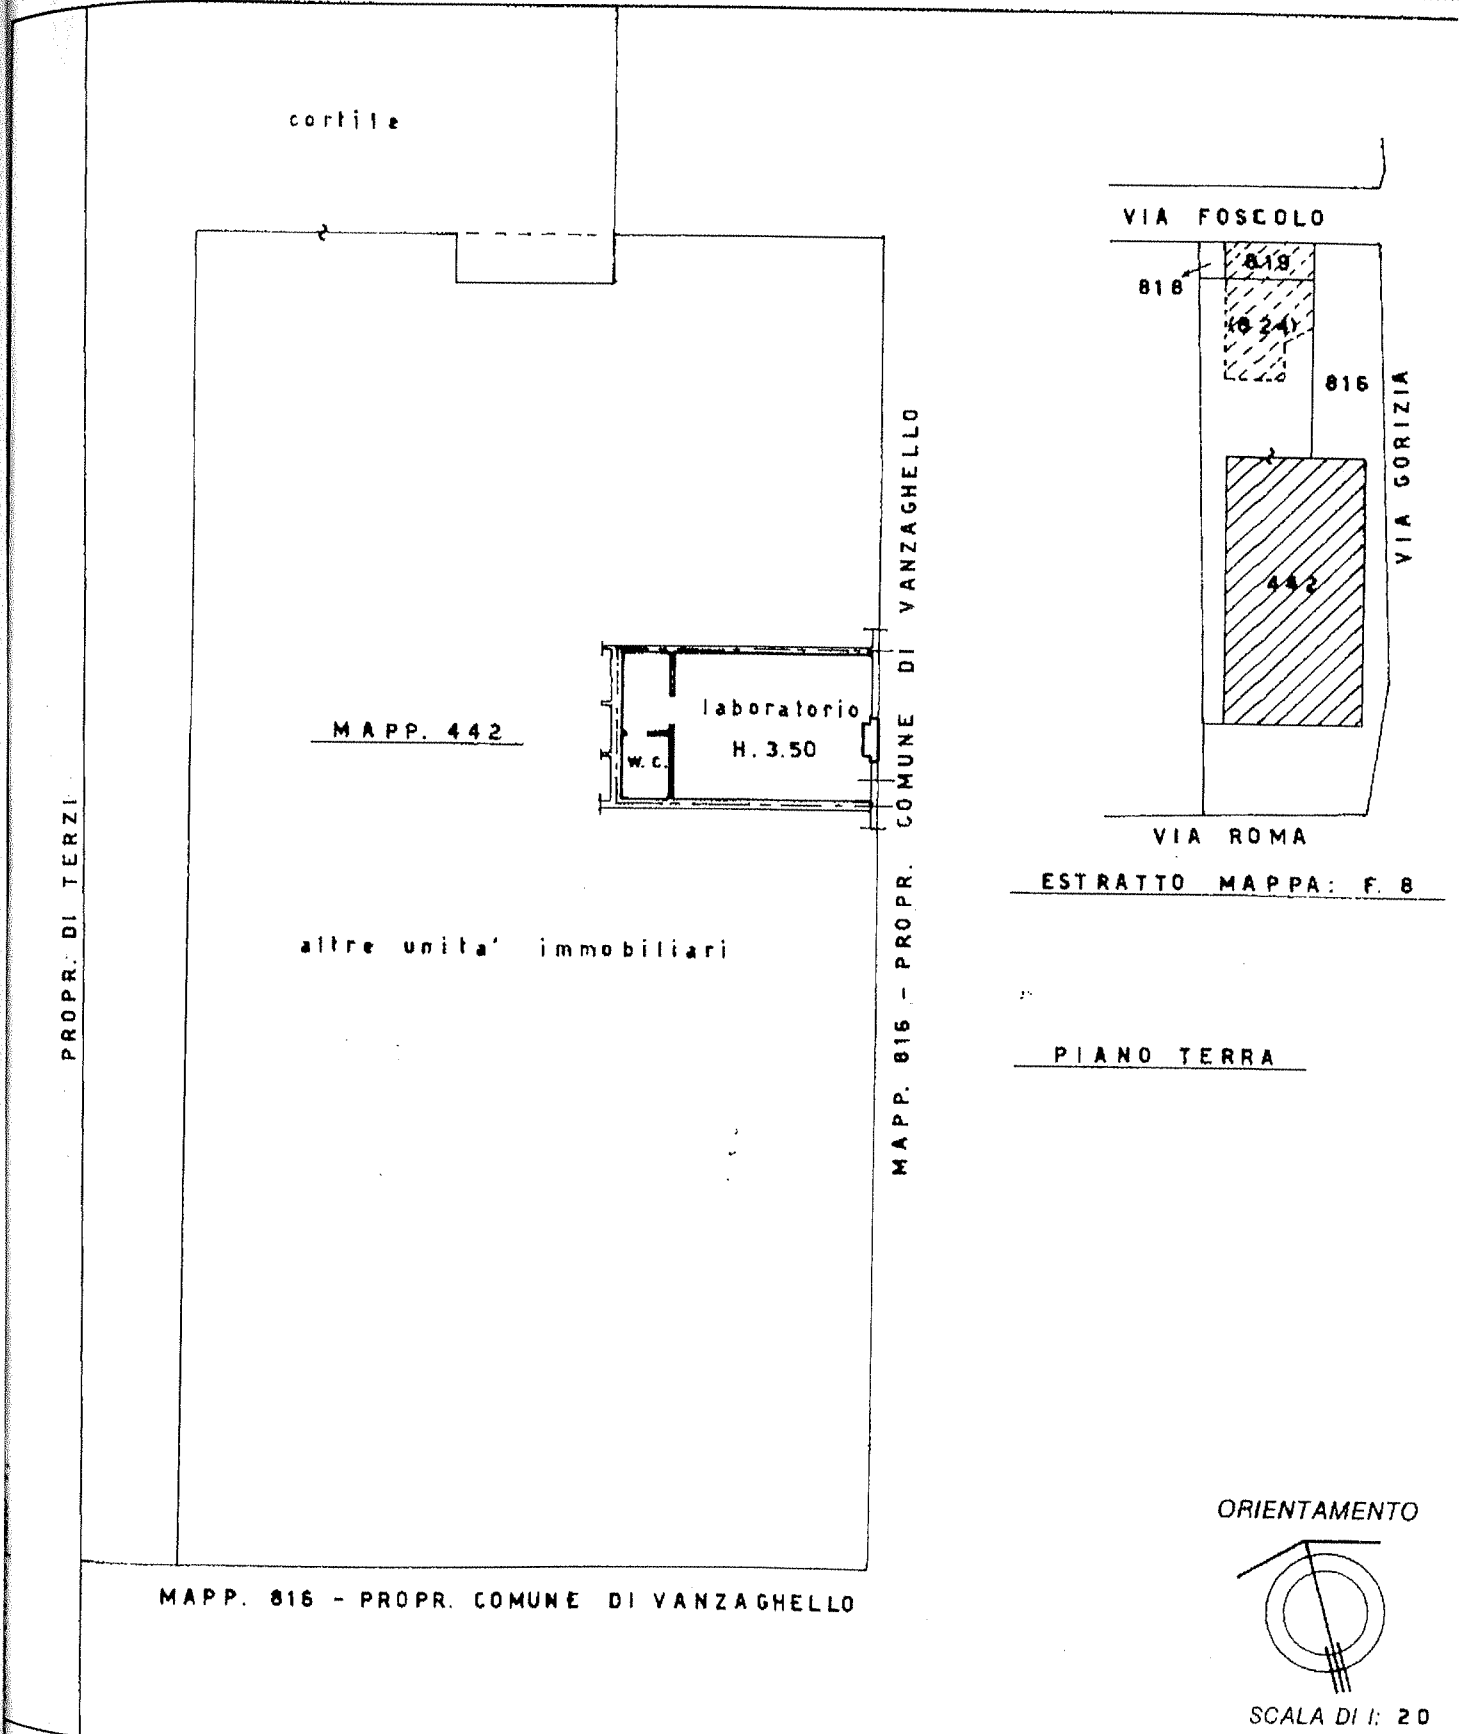 cortile
VIA FOSCOLO
819
818
(824)
816
VIA GORIZIA
442
VIA ROMA
ESTRATTO MAPPA: F. 8
PIANO TERRA
MAPP. 442
laboratorio
H. 3.50
W. C.
altre unita' immobiliari
PROPR. DI TERZI
MAPP. 816 - PROPR. COMUNE DI VANZAGHELLO
MAPP. 816 - PROPR. COMUNE DI VANZAGHELLO
ORIENTAMENTO
SCALA DI I: 20